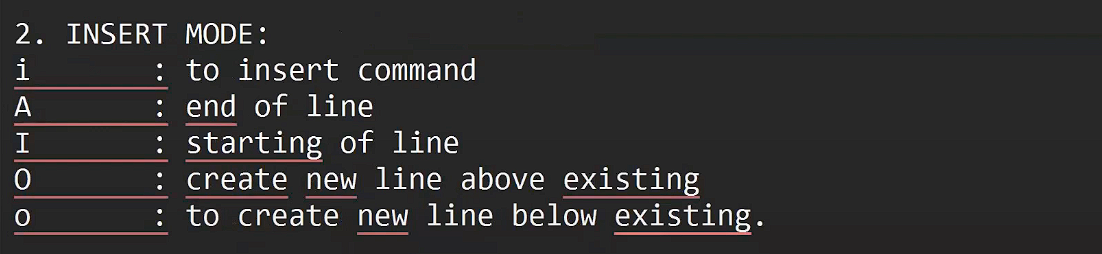 2. INSERT MODE:
i       : to insert command
A       : end of line
I       : starting of line
O       : create new line above existing
o       : to create new line below existing.